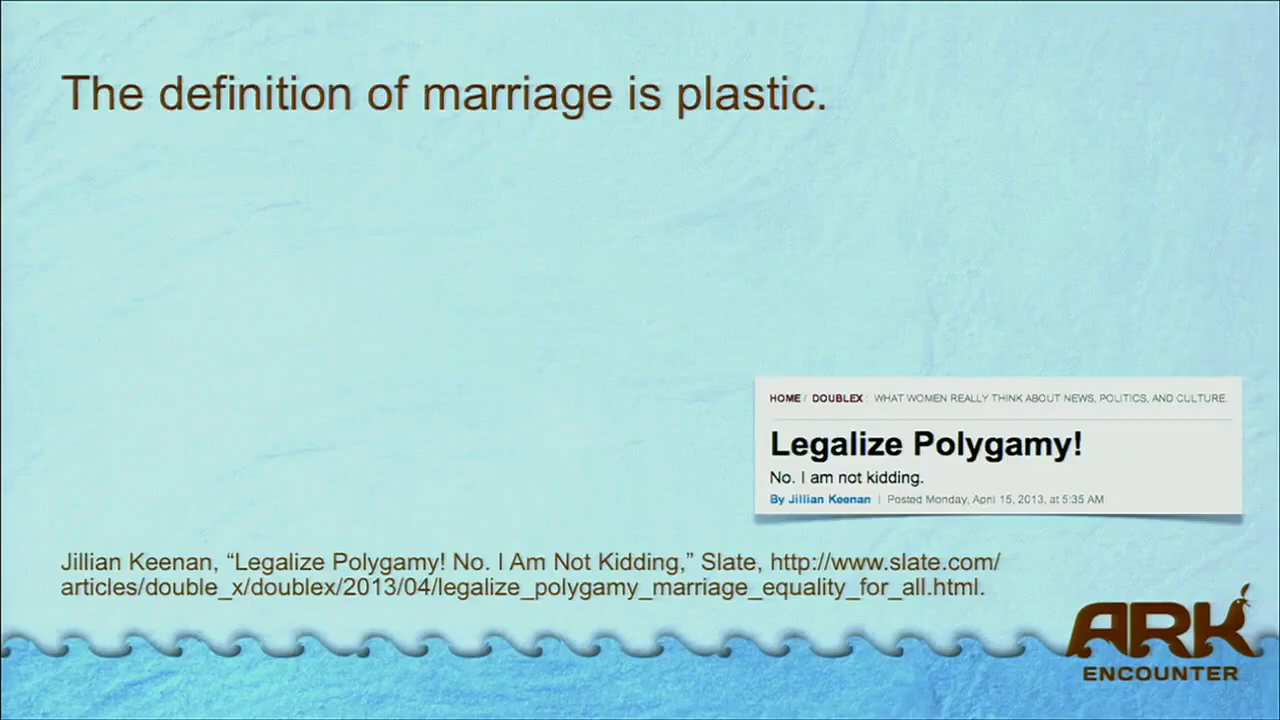 The definition of marriage is plastic.
HOME / DOUBLEX WHAT WOMEN REALLY THINK ABOUT NEWS, POLITICS, AND CULTURE.
Legalize Polygamy!
No. I am not kidding.
By Jillian Keenan | Posted Monday, April 15, 2013, at 5:35 AM
Jillian Keenan, “Legalize Polygamy! No. I Am Not Kidding,” Slate, http://www.slate.com/
articles/double_x/doublex/2013/04/legalize_polygamy_marriage_equality_for_all.html.
ARK
ENCOUNTER